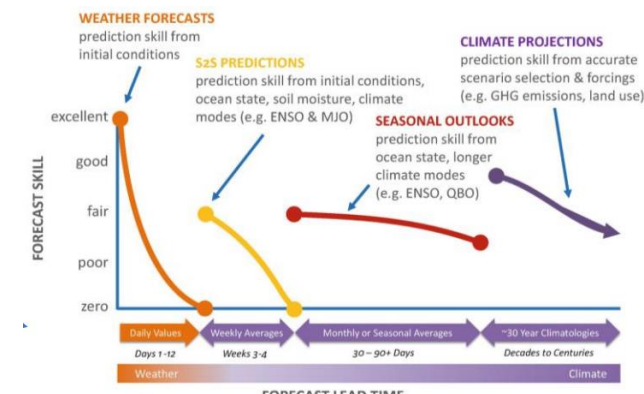 WEATHER FORECASTS
prediction skill from
initial conditions
S2S PREDICTIONS
prediction skill from initial conditions,
ocean state, soil moisture, climate
modes (e.g. ENSO & MJO)
SEASONAL OUTLOOKS
prediction skill from
ocean state, longer
climate modes
(e.g. ENSO, QBO)
CLIMATE PROJECTIONS
prediction skill from accurate
scenario selection & forcings
(e.g. GHG emissions, land use)
FORECAST SKILL
excellent
good
fair
poor
zero
Daily Values
Weekly Averages
Monthly or Seasonal Averages
~30 Year Climatologies
Days 1-12
Weeks 3-4
30 – 90+ Days
Decades to Centuries
Weather
Climate
FORECAST LEAD TIME